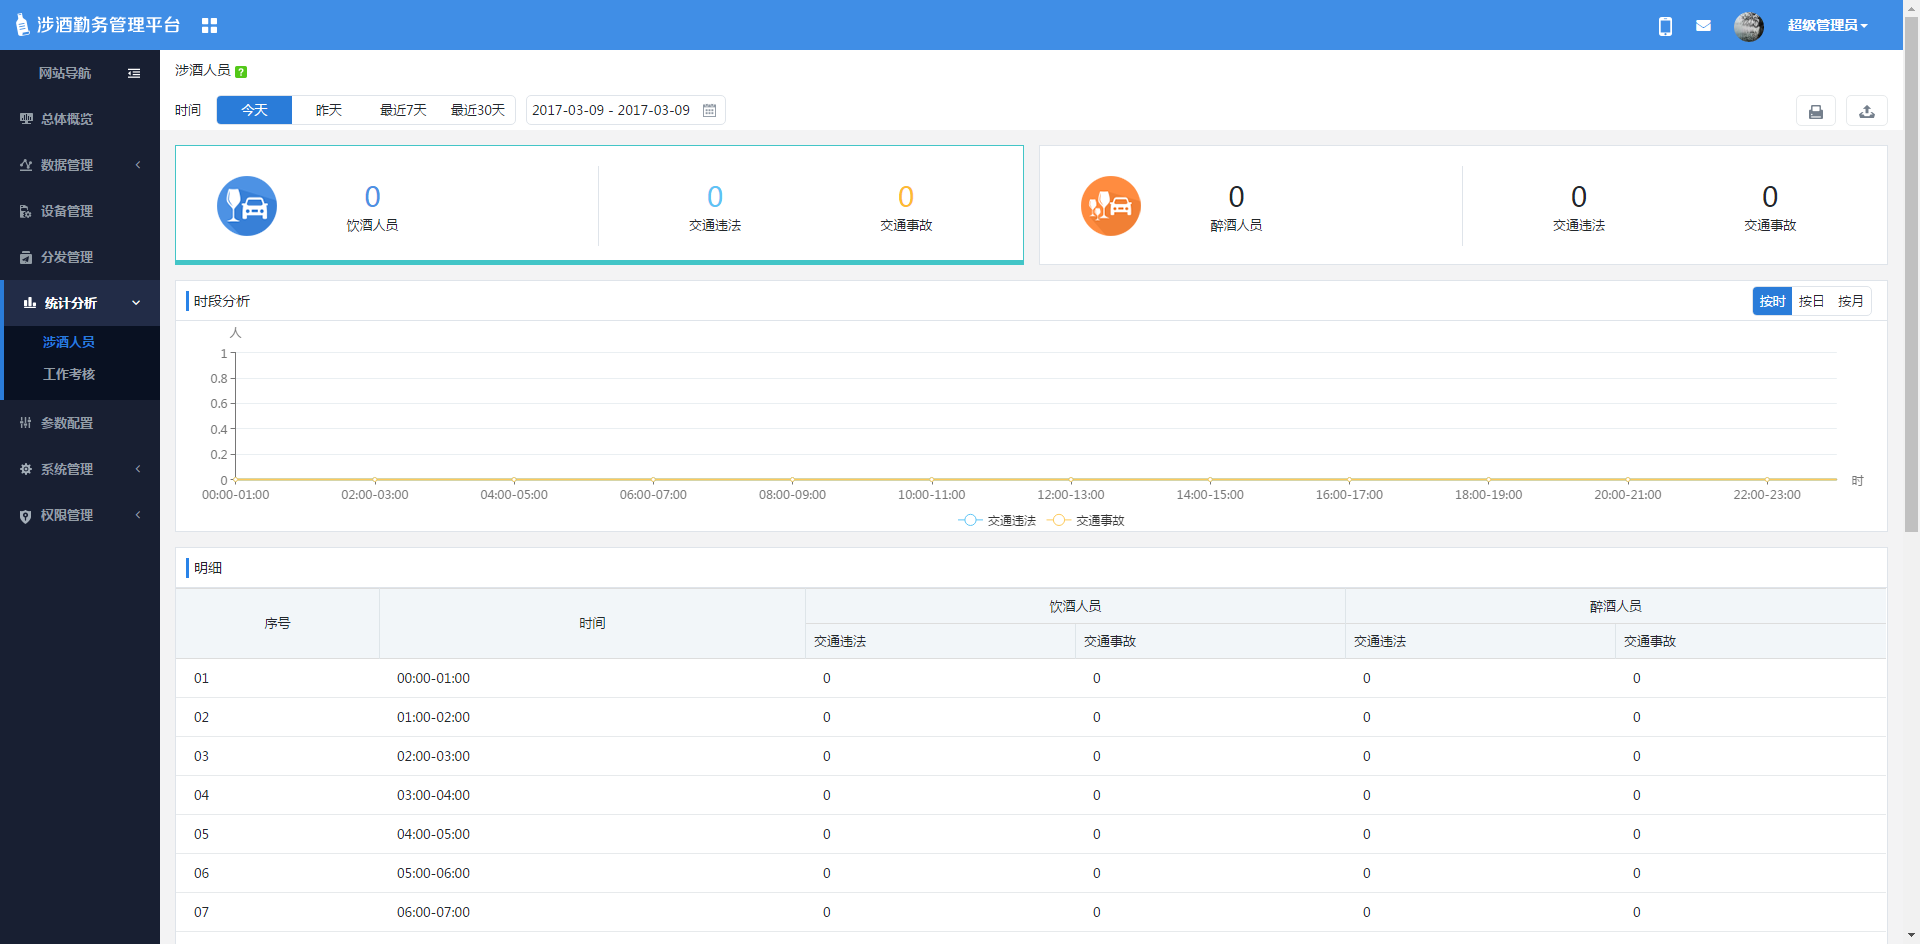 涉酒勤务管理平台
超级管理员
网站导航
总体概览
数据管理
设备管理
分发管理
统计分析
涉酒人员
工作考核
参数配置
系统管理
权限管理
涉酒人员 ?
时间 今天 昨天 最近7天 最近30天 2017-03-09 - 2017-03-09
0 0 0
饮酒人员 交通违法 交通事故
0 0 0
醉酒人员 交通违法 交通事故
时段分析 按时 按日 按月
人
1
0.8
0.6
0.4
0.2
0
时
00:00-01:00 02:00-03:00 04:00-05:00 06:00-07:00 08:00-09:00 10:00-11:00 12:00-13:00 14:00-15:00 16:00-17:00 18:00-19:00 20:00-21:00 22:00-23:00
交通违法 交通事故
明细
序号 时间 饮酒人员 醉酒人员
交通违法 交通事故 交通违法 交通事故
01 00:00-01:00 0 0 0 0
02 01:00-02:00 0 0 0 0
03 02:00-03:00 0 0 0 0
04 03:00-04:00 0 0 0 0
05 04:00-05:00 0 0 0 0
06 05:00-06:00 0 0 0 0
07 06:00-07:00 0 0 0 0